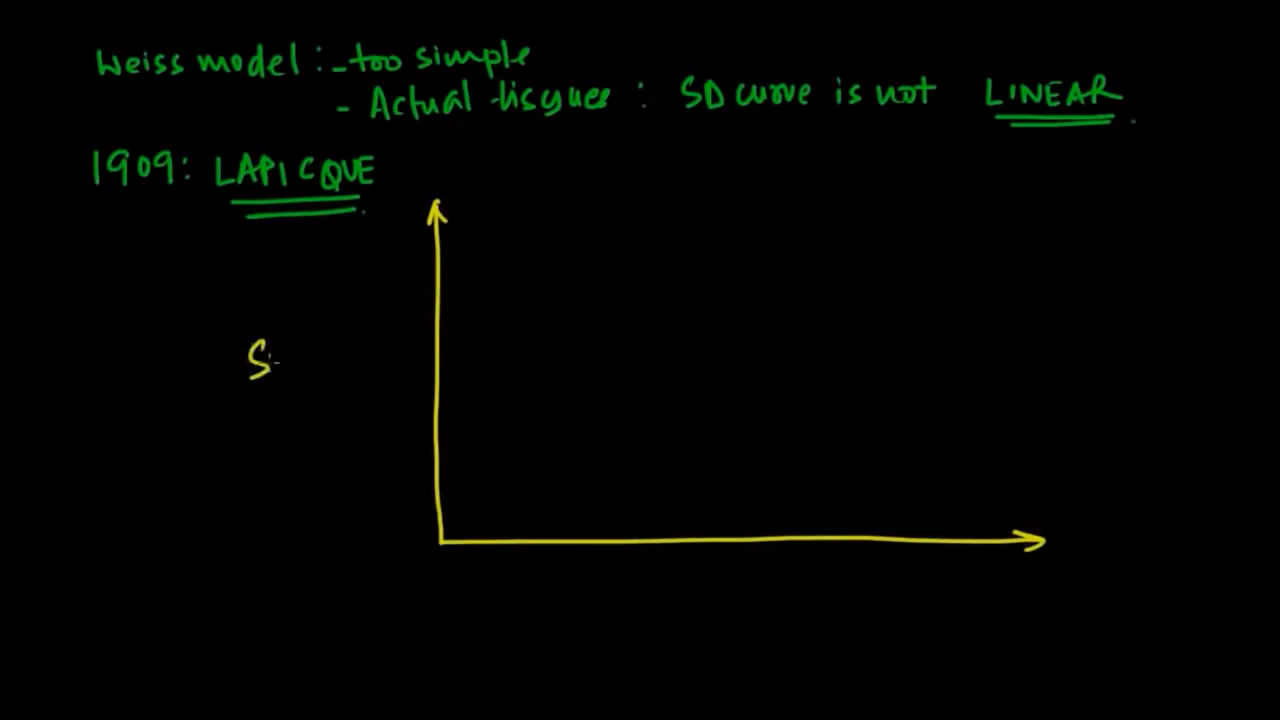 Weiss model : - too simple
- Actual tissues : SD curve is not LINEAR.
1909: LAPICQUE.
S